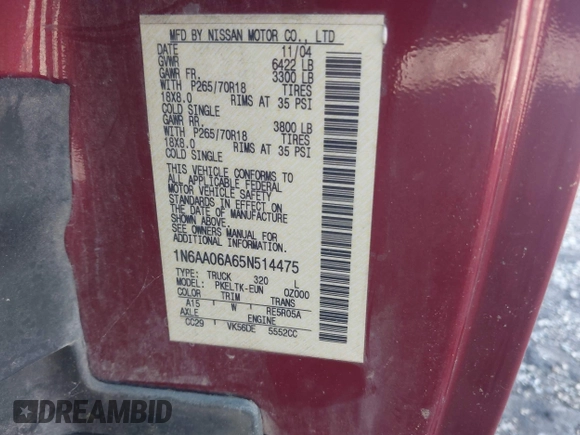 MFD BY NISSAN MOTOR CO., LTD
DATE 11/04
GVWR 6422 LB
GAWR FR. 3300 LB
WITH P265/70R18 TIRES
18X8.0 RIMS AT 35 PSI
COLD SINGLE
GAWR RR. 3800 LB
WITH P265/70R18 TIRES
18X8.0 RIMS AT 35 PSI
COLD SINGLE
THIS VEHICLE CONFORMS TO
ALL APPLICABLE FEDERAL
MOTOR VEHICLE SAFETY
STANDARDS IN EFFECT ON
THE DATE OF MANUFACTURE
SHOWN ABOVE.
SEE OWNERS MANUAL FOR
ADDITIONAL INFORMATION
1N6AA06A65N514475
TYPE: TRUCK 320 L
MODEL: PKELTK-EUN 0Z000
COLOR TRIM TRANS
A15 W RE5R05A
AXLE ENGINE
CC29 VK56DE 5552CC
DREAMBID